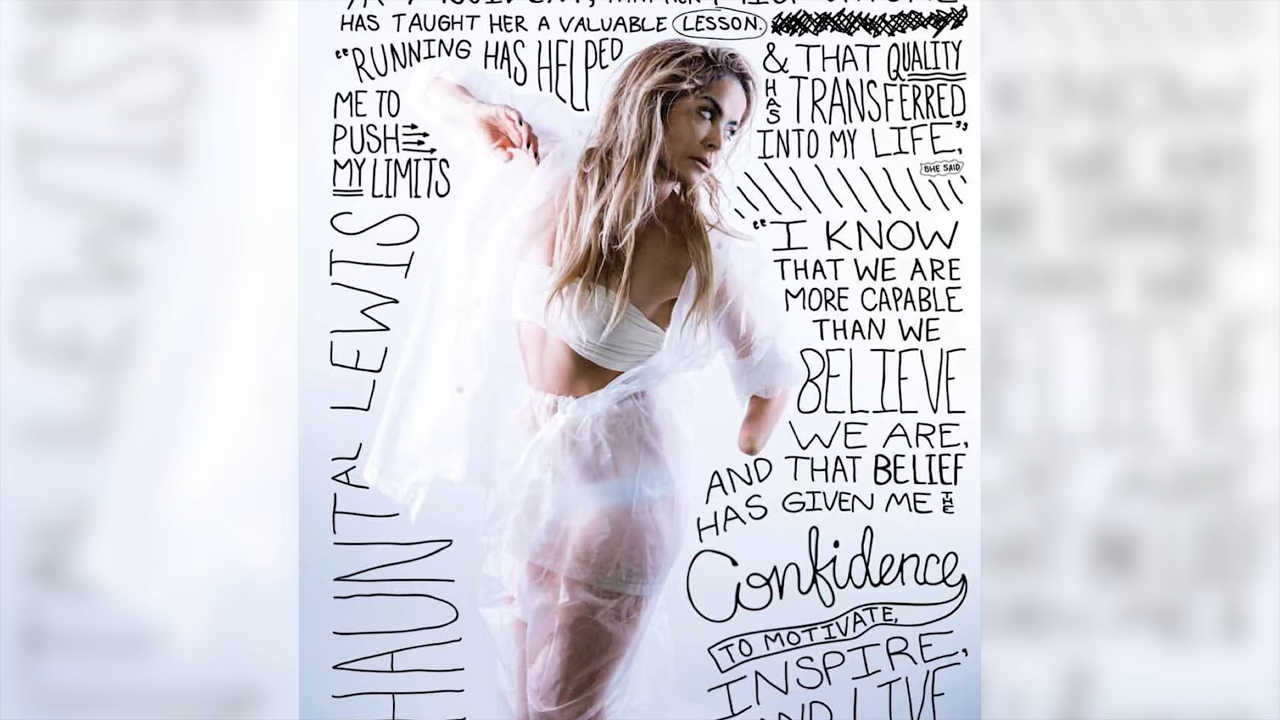 HAS TAUGHT HER A VALUABLE LESSON.
"RUNNING HAS HELPED
ME TO
PUSH
MY LIMITS
& THAT QUALITY
HAS TRANSFERRED
INTO MY LIFE,"
SHE SAID
"I KNOW
THAT WE ARE
MORE CAPABLE
THAN WE
BELIEVE
WE ARE,
AND THAT BELIEF
HAS GIVEN ME THE
Confidence
TO MOTIVATE,
INSPIRE,
AND LIVE
HAUNTAL LEWIS